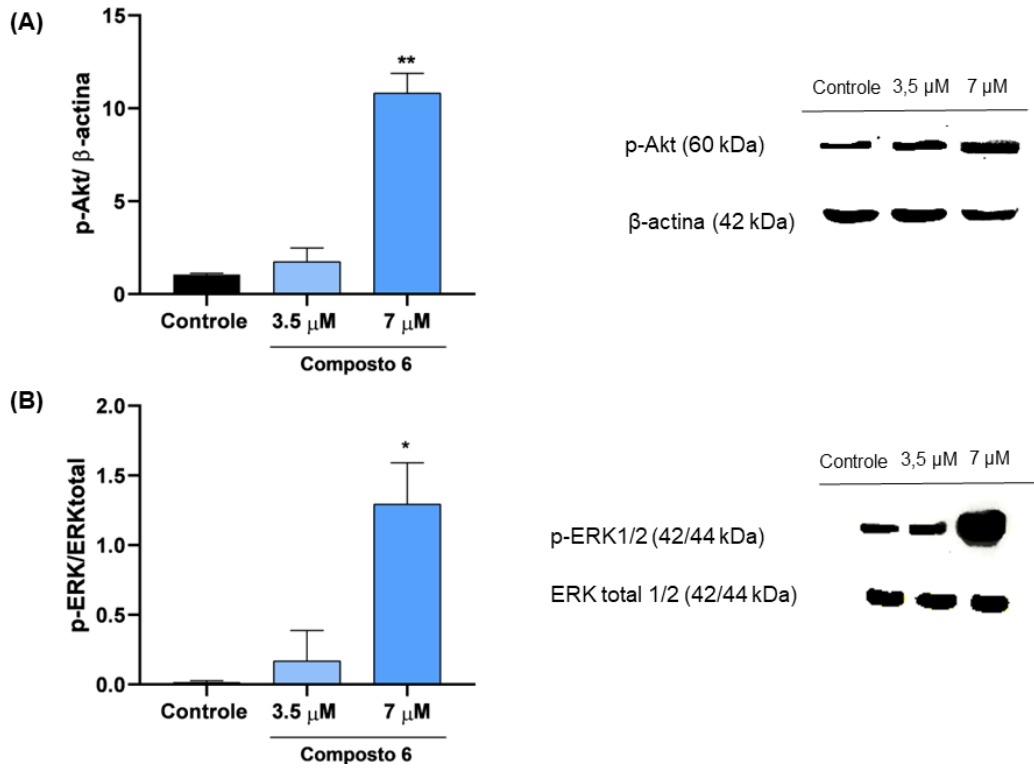 (A)
p-Akt/ β-actina
15
10
5
0
**
Controle
3.5 μM
7 μM
Composto 6
Controle 3,5 µM 7 µM
p-Akt (60 kDa)
β-actina (42 kDa)
(B)
p-ERK/ERKtotal
2.0
1.5
1.0
0.5
0.0
*
Controle
3.5 μM
7 μM
Composto 6
Controle 3,5 µM 7 µM
p-ERK1/2 (42/44 kDa)
ERK total 1/2 (42/44 kDa)